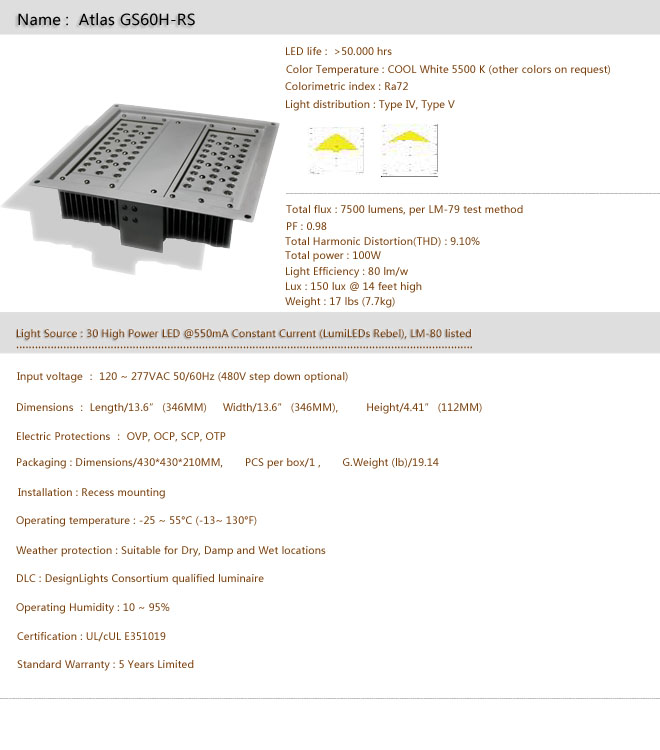 Name : Atlas GS60H-RS
LED life : >50.000 hrs
Color Temperature : COOL White 5500 K (other colors on request)
Colorimetric index : Ra72
Light distribution : Type IV, Type V
Total flux : 7500 lumens, per LM-79 test method
PF : 0.98
Total Harmonic Distortion(THD) : 9.10%
Total power : 100W
Light Efficiency : 80 lm/w
Lux : 150 lux @ 14 feet high
Weight : 17 lbs (7.7kg)
Light Source : 30 High Power LED @550mA Constant Current (LumiLEDs Rebel), LM-80 listed
Input voltage : 120 ~ 277VAC 50/60Hz (480V step down optional)
Dimensions : Length/13.6" (346MM) Width/13.6" (346MM), Height/4.41" (112MM)
Electric Protections : OVP, OCP, SCP, OTP
Packaging : Dimensions/430*430*210MM, PCS per box/1 , G.Weight (lb)/19.14
Installation : Recess mounting
Operating temperature : -25 ~ 55°C (-13~ 130°F)
Weather protection : Suitable for Dry, Damp and Wet locations
DLC : DesignLights Consortium qualified luminaire
Operating Humidity : 10 ~ 95%
Certification : UL/cUL E351019
Standard Warranty : 5 Years Limited